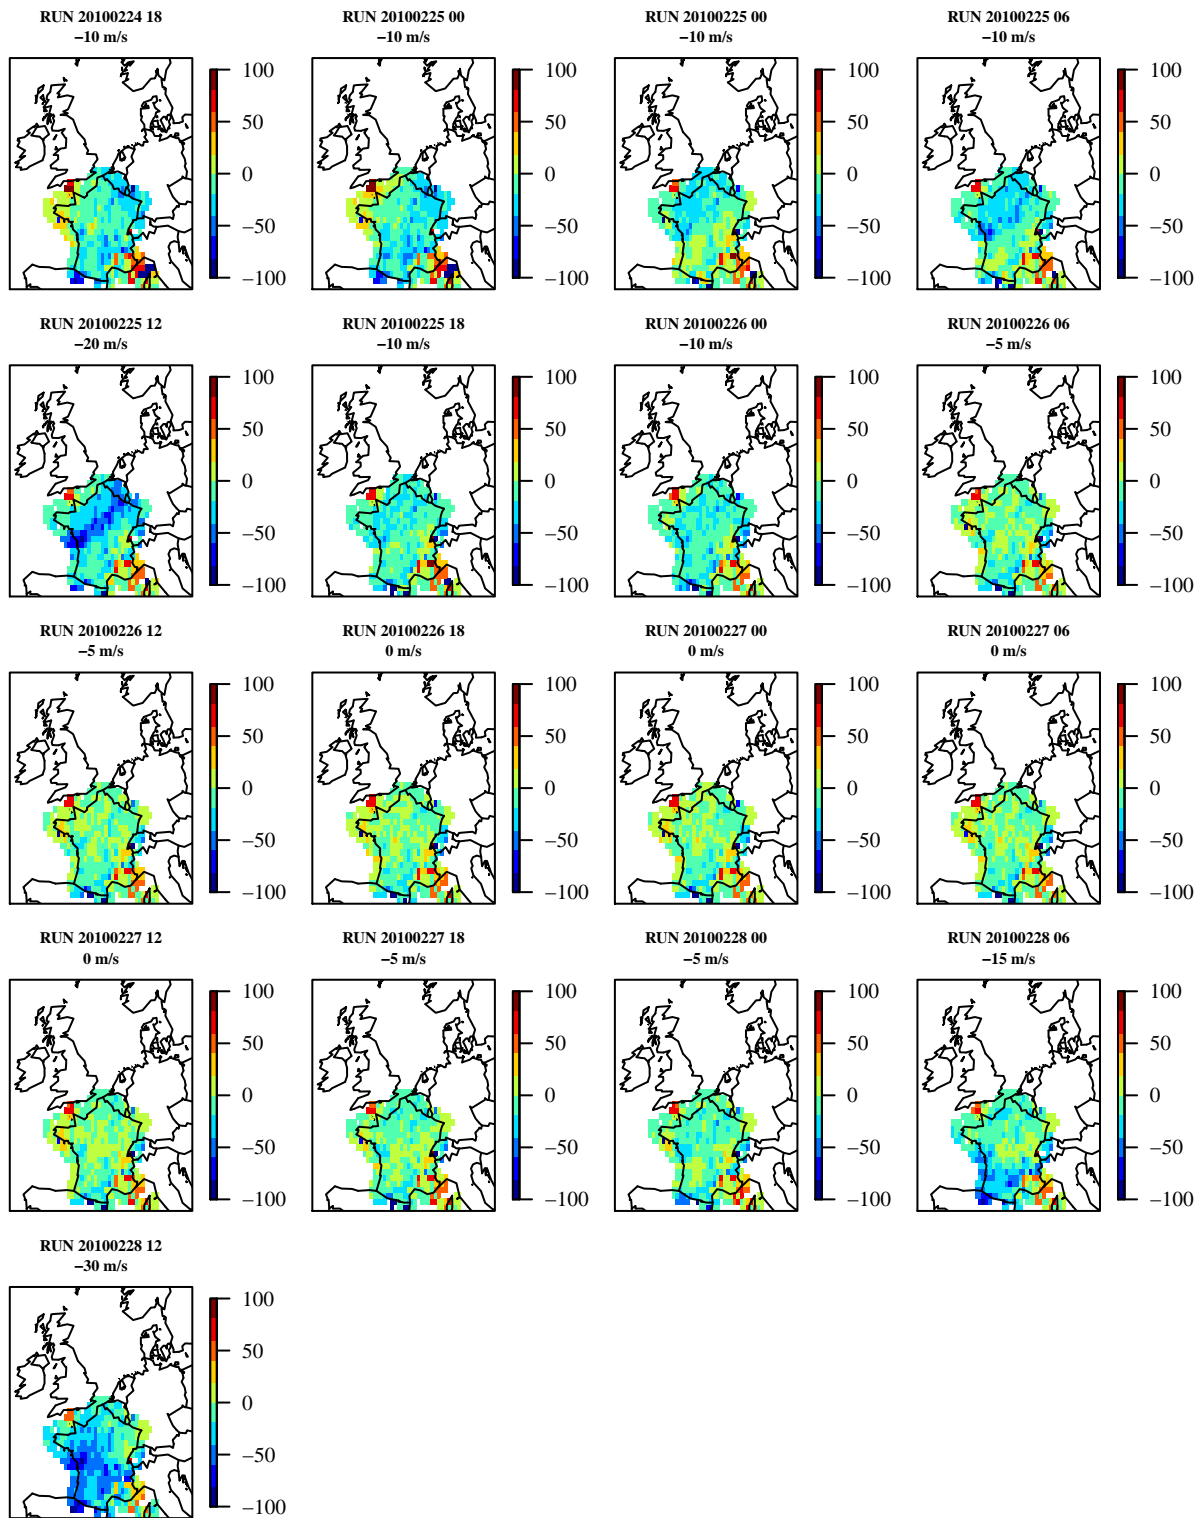 RUN 20100224 18
−10 m/s
100
50
0
−50
−100
RUN 20100225 00
−10 m/s
100
50
0
−50
−100
RUN 20100225 00
−10 m/s
100
50
0
−50
−100
RUN 20100225 06
−10 m/s
100
50
0
−50
−100
RUN 20100225 12
−20 m/s
100
50
0
−50
−100
RUN 20100225 18
−10 m/s
100
50
0
−50
−100
RUN 20100226 00
−10 m/s
100
50
0
−50
−100
RUN 20100226 06
−5 m/s
100
50
0
−50
−100
RUN 20100226 12
−5 m/s
100
50
0
−50
−100
RUN 20100226 18
0 m/s
100
50
0
−50
−100
RUN 20100227 00
0 m/s
100
50
0
−50
−100
RUN 20100227 06
0 m/s
100
50
0
−50
−100
RUN 20100227 12
0 m/s
100
50
0
−50
−100
RUN 20100227 18
−5 m/s
100
50
0
−50
−100
RUN 20100228 00
−5 m/s
100
50
0
−50
−100
RUN 20100228 06
−15 m/s
100
50
0
−50
−100
RUN 20100228 12
−30 m/s
100
50
0
−50
−100